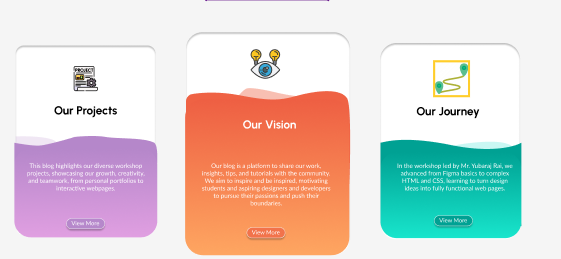 PROJECT
Our Projects
This blog highlights our diverse workshop
projects, showcasing our growth, creativity,
and teamwork, from personal portfolios to
interactive webpages.
View More
Our Vision
Our blog is a platform to share our work,
insights, tips, and tutorials with the community.
We aim to inspire and be inspired, motivating
students and aspiring designers and developers
to pursue their passions and push their
boundaries.
View More
Our Journey
In the workshop led by Mr. Yubaraj Rai, we
advanced from Figma basics to complex
HTML and CSS, learning to turn design
ideas into fully functional web pages.
View More